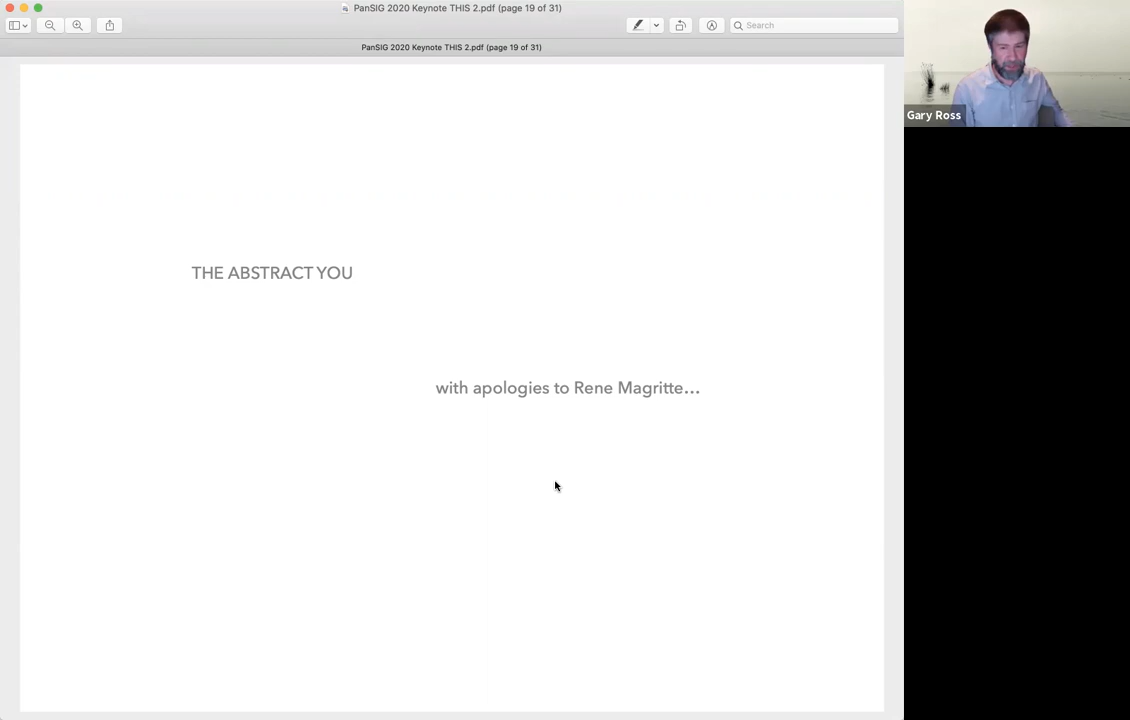 PanSIG 2020 Keynote THIS 2.pdf (page 19 of 31)
Search
PanSIG 2020 Keynote THIS 2.pdf (page 19 of 31)
Gary Ross
THE ABSTRACT YOU
with apologies to Rene Magritte...